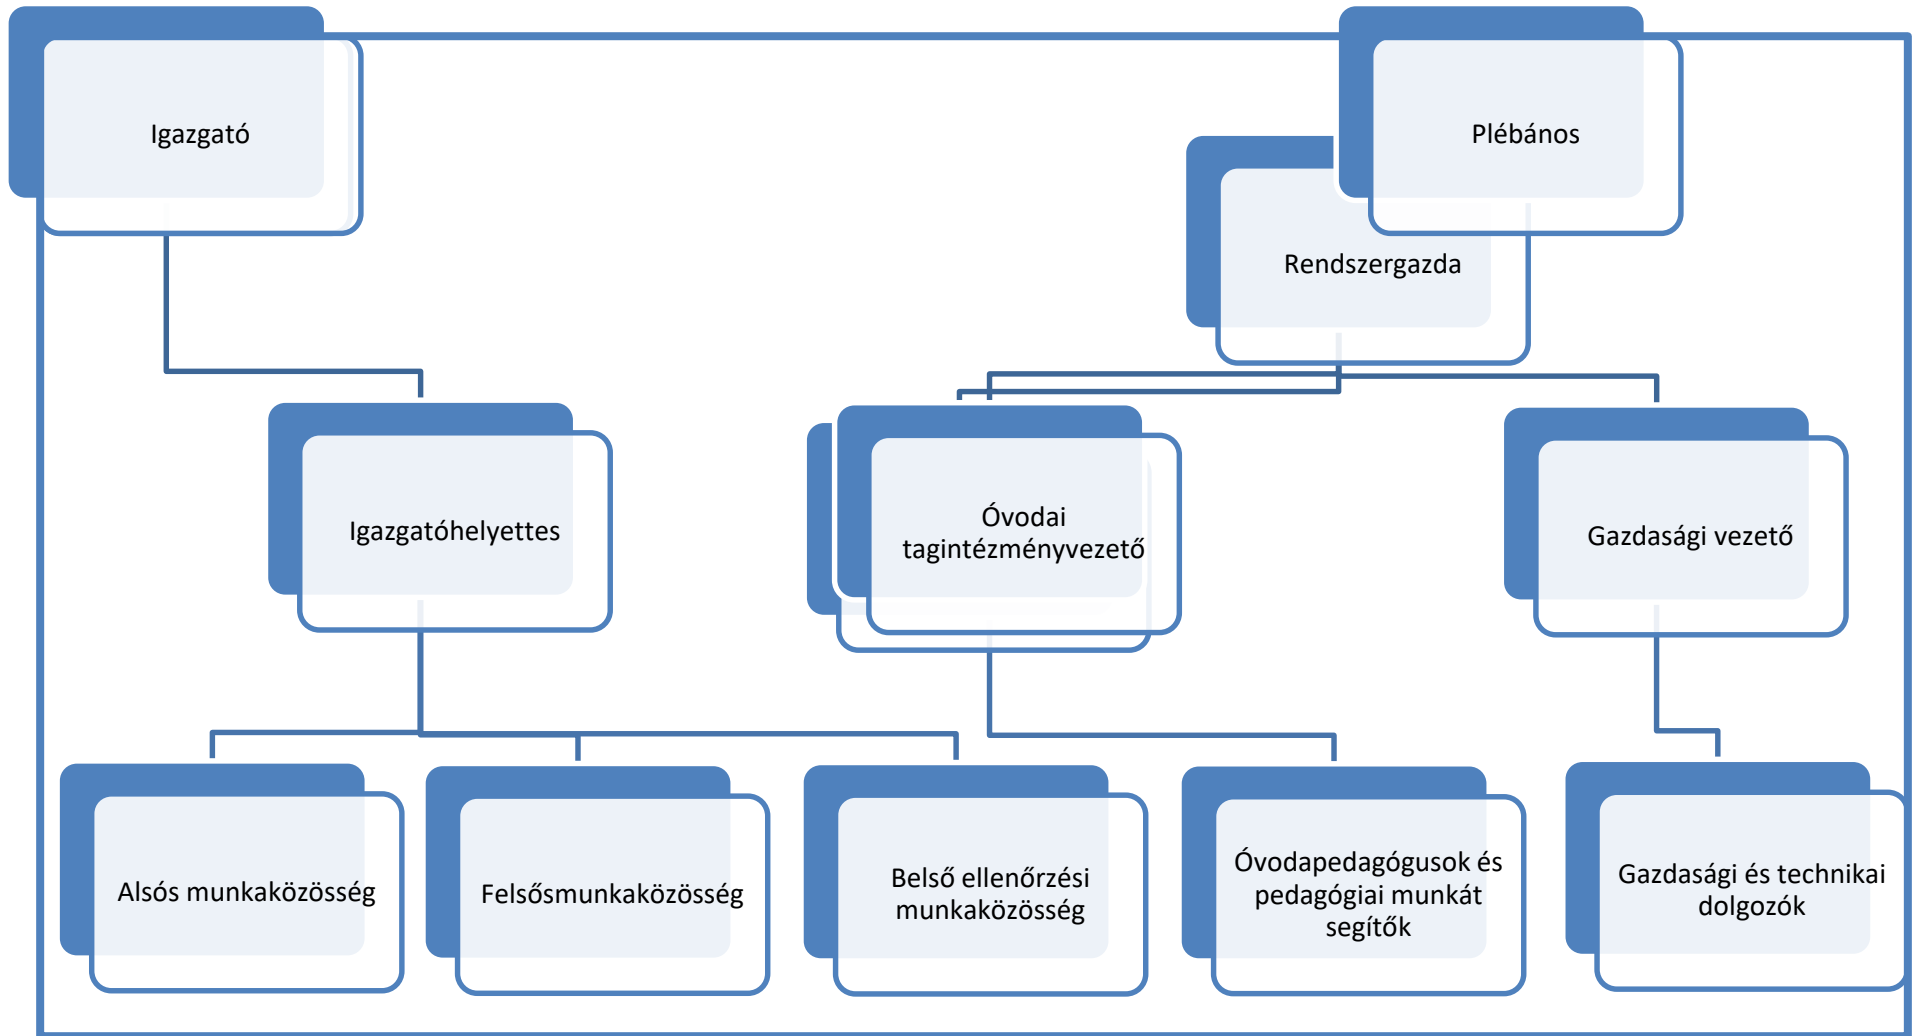 Igazgató
Plébános
Rendszergazda
Igazgatóhelyettes
Óvodai
tagintézményvezető
Gazdasági vezető
Alsós munkaközösség
Felsősmunkaközösség
Belső ellenőrzési
munkaközösség
Óvodapedagógusok és
pedagógiai munkát
segítők
Gazdasági és technikai
dolgozók